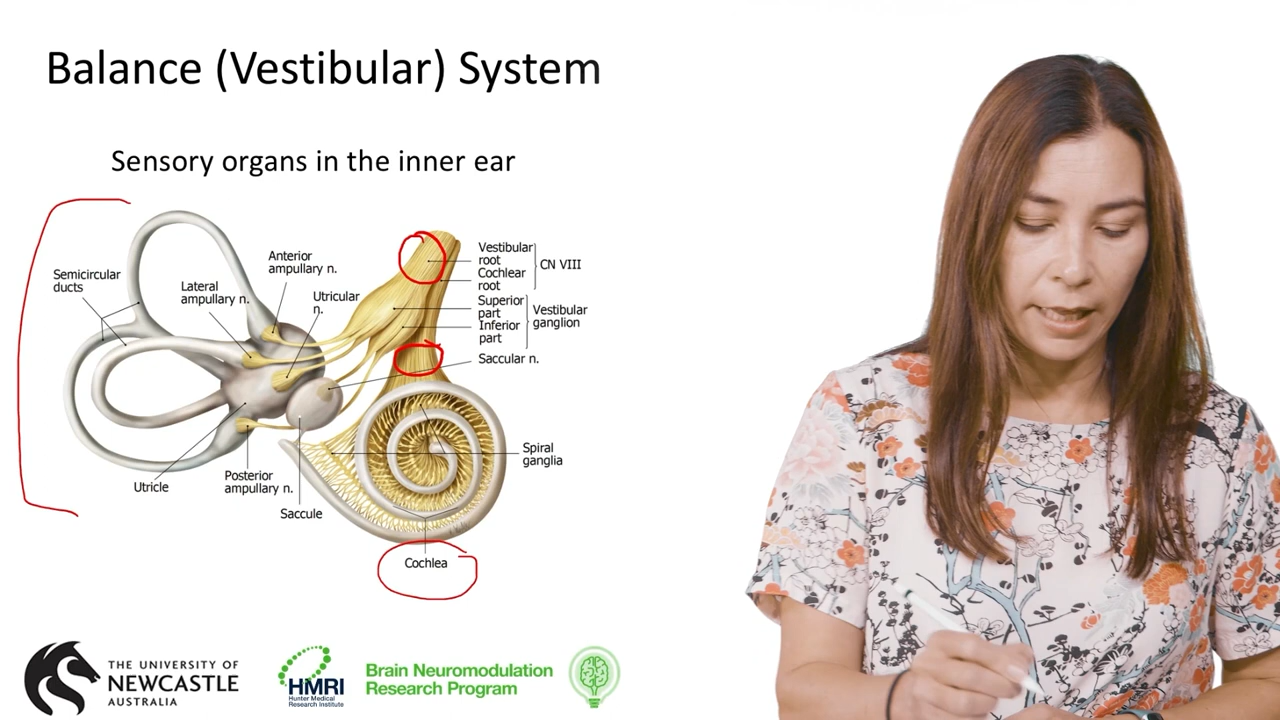 Balance (Vestibular) System
Sensory organs in the inner ear
Semicircular
ducts
Lateral
ampullary n.
Anterior
ampullary n.
Utricular
n.
Vestibular
root
Cochlear
root
CN VIII
Superior
part
Inferior
part
Vestibular
ganglion
Saccular n.
Spiral
ganglia
Utricle
Posterior
ampullary n.
Saccule
Cochlea
THE UNIVERSITY OF
NEWCASTLE
AUSTRALIA
HMRI
Hunter Medical
Research Institute
Brain Neuromodulation
Research Program